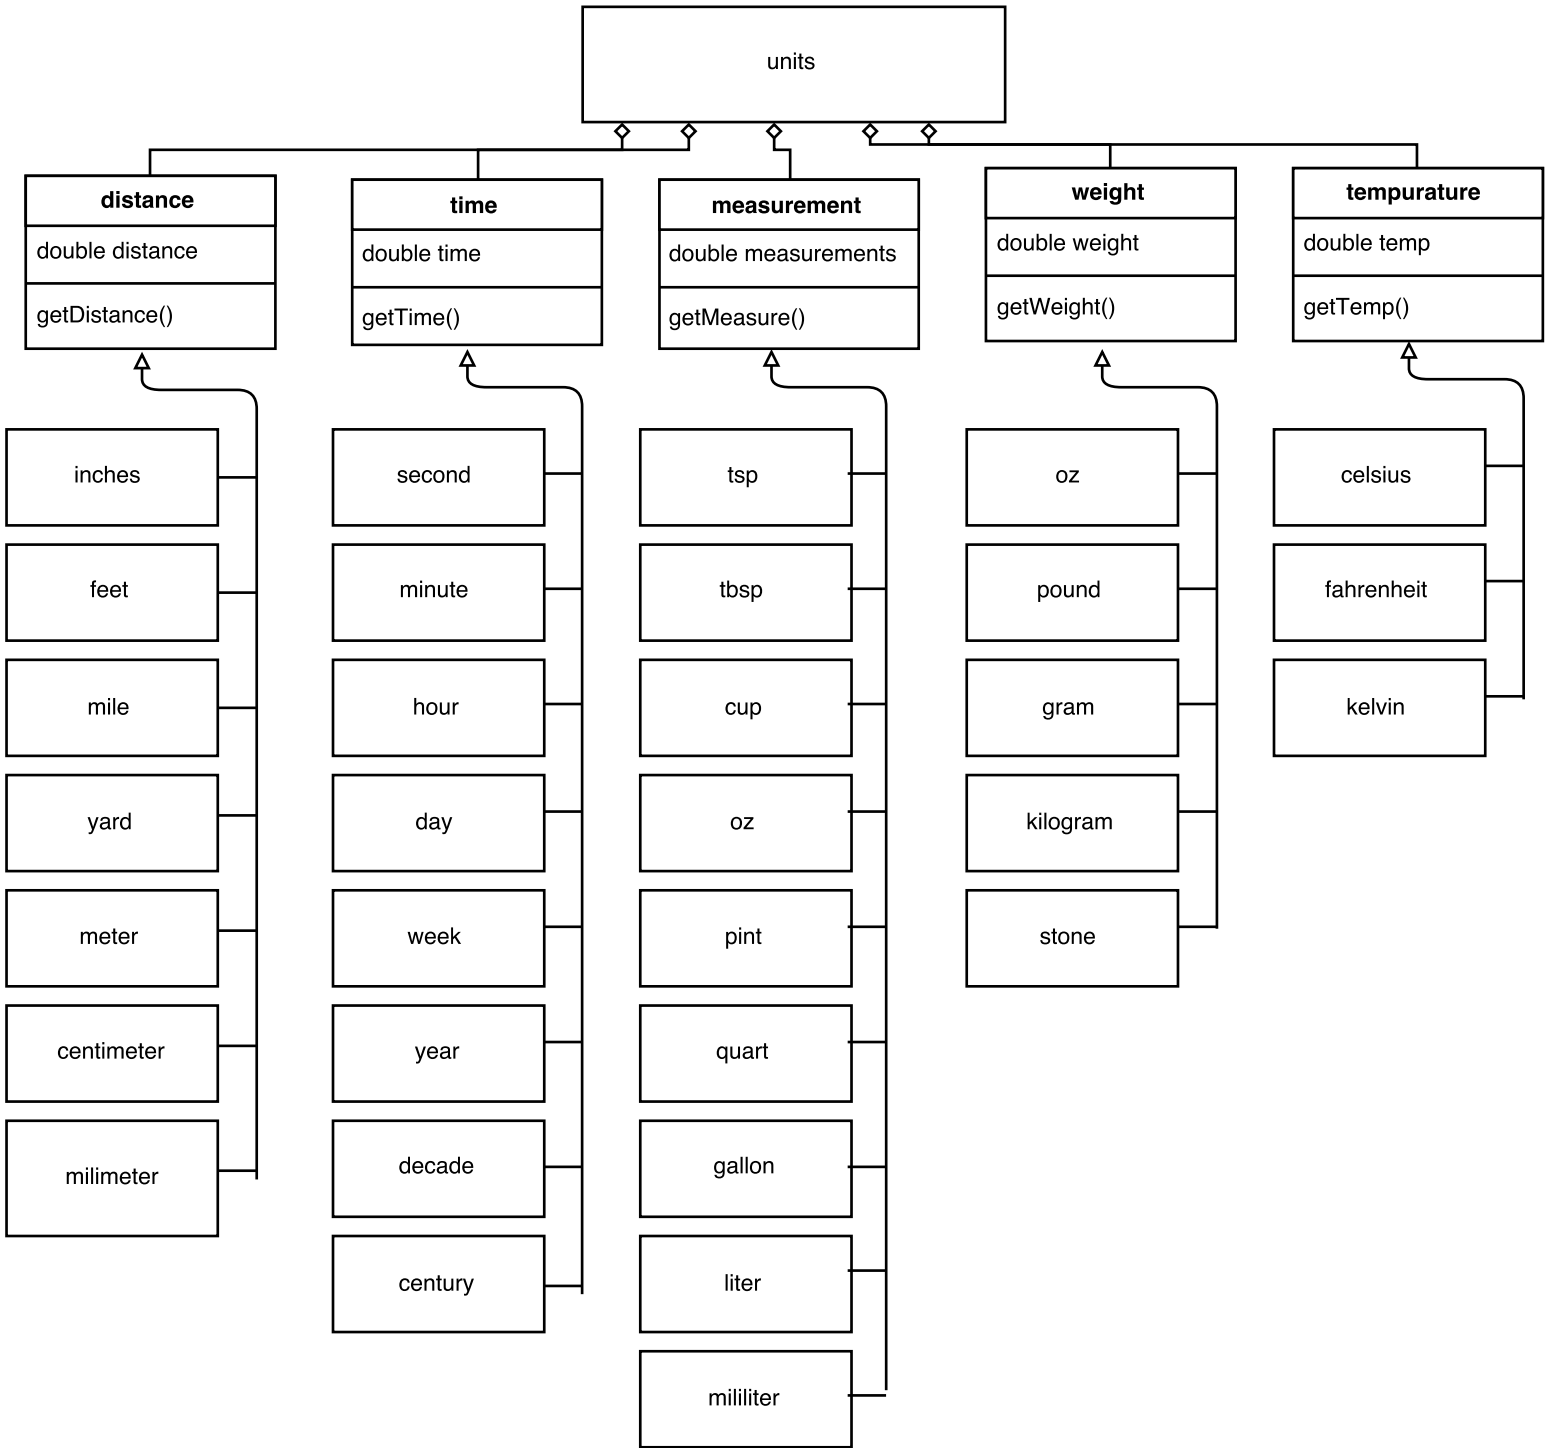 units
distance
double distance
getDistance()
time
double time
getTime()
measurement
double measurements
getMeasure()
weight
double weight
getWeight()
tempurature
double temp
getTemp()
inches
feet
mile
yard
meter
centimeter
milimeter
second
minute
hour
day
week
year
decade
century
tsp
tbsp
cup
oz
pint
quart
gallon
liter
mililiter
oz
pound
gram
kilogram
stone
celsius
fahrenheit
kelvin